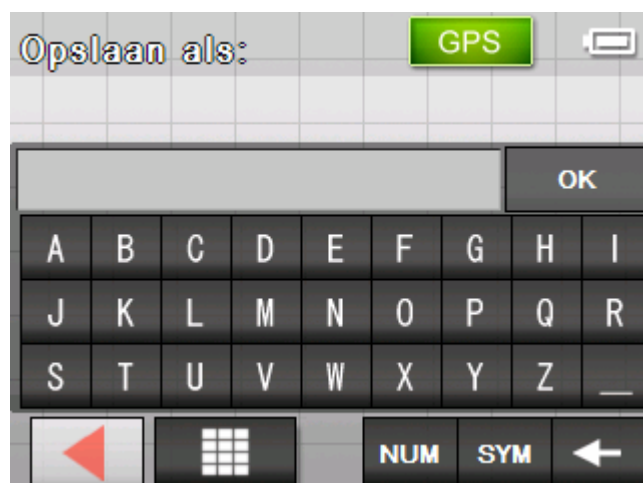 Opslaan als: GPS
OK
A B C D E F G H I
J K L M N O P Q R
S T U V W X Y Z _
NUM SYM